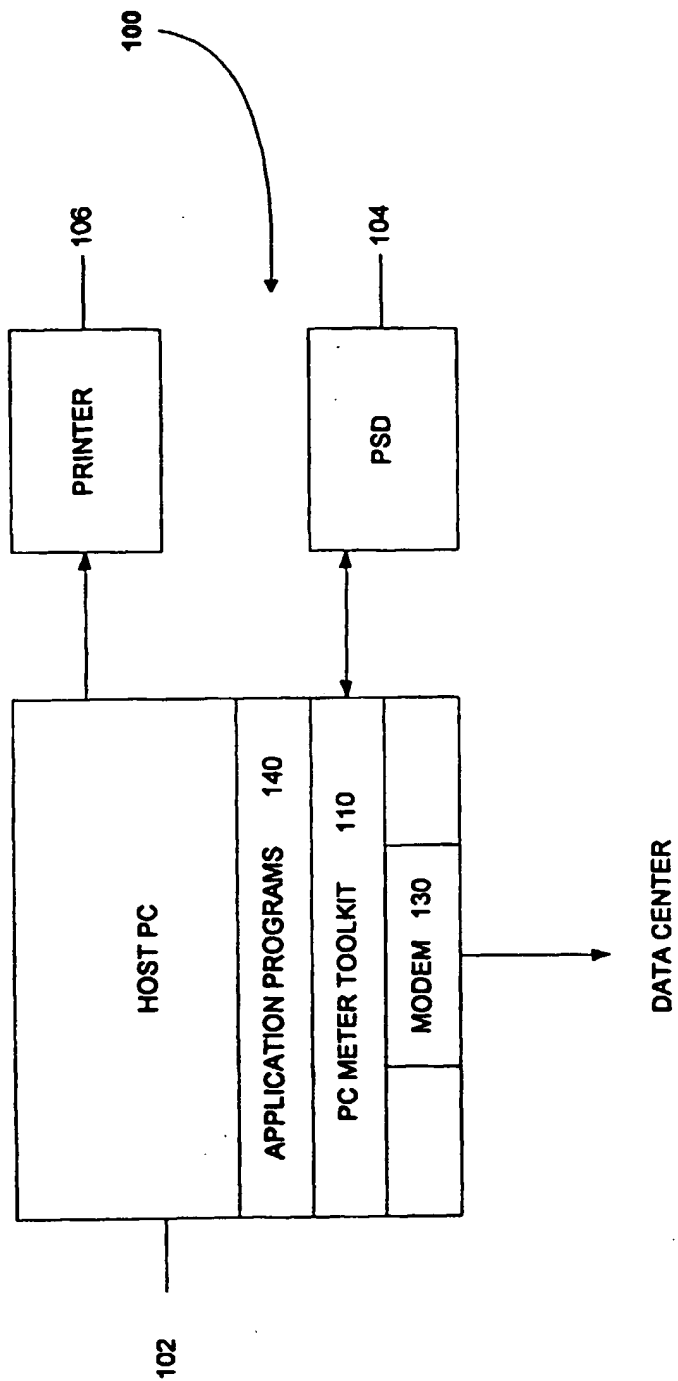 100
PRINTER
106
PSD
104
HOST PC
APPLICATION PROGRAMS 140
PC METER TOOLKIT 110
MODEM 130
102
DATA CENTER